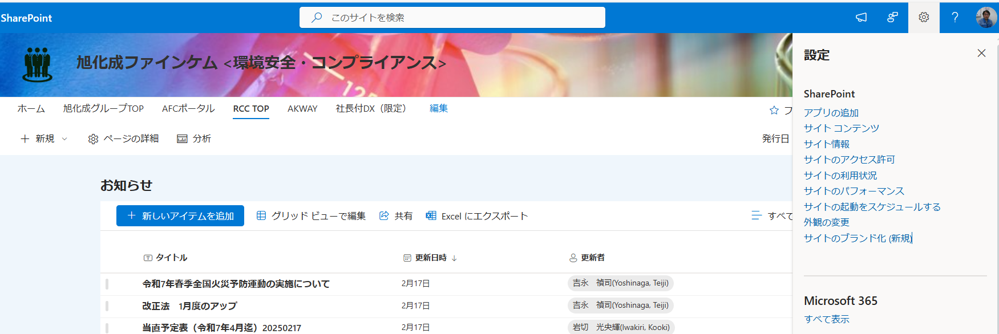 SharePoint
このサイトを検索
?
旭化成ファインケム <環境安全・コンプライアンス>
125
ホーム 旭化成グループTOP AFCポータル RCC TOP AKWAY 社長付DX（限定） 編集
フ
新規 ページの詳細 分析
発行日
お知らせ
新しいアイテムを追加 グリッド ビューで編集 共有 Excel にエクスポート
すべて
タイトル 更新日時 ↓ 更新者
令和7年春季全国火災予防運動の実施について 2月17日 吉永　禎司(Yoshinaga, Teiji)
改正法　1月度のアップ 2月17日 吉永　禎司(Yoshinaga, Teiji)
当直予定表（令和7年4月迄）20250217 2月17日 岩切　光央輝(Iwakiri, Kooki)
設定
SharePoint
アプリの追加
サイト コンテンツ
サイト情報
サイトのアクセス許可
サイトの利用状況
サイトのパフォーマンス
サイトの起動をスケジュールする
外観の変更
サイトのブランド化 (新規)
Microsoft 365
すべて表示